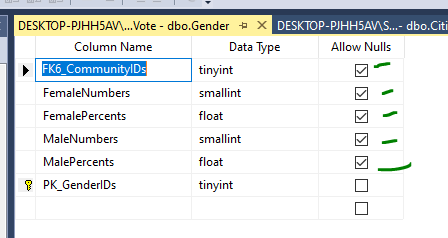 DESKTOP-PJHH5AV\...Vote - dbo.Gender DESKTOP-PJHH5AV\S...- dbo.Citi
Column Name Data Type Allow Nulls
FK6_CommunityIDs tinyint
FemaleNumbers smallint
FemalePercents float
MaleNumbers smallint
MalePercents float
PK_GenderIDs tinyint